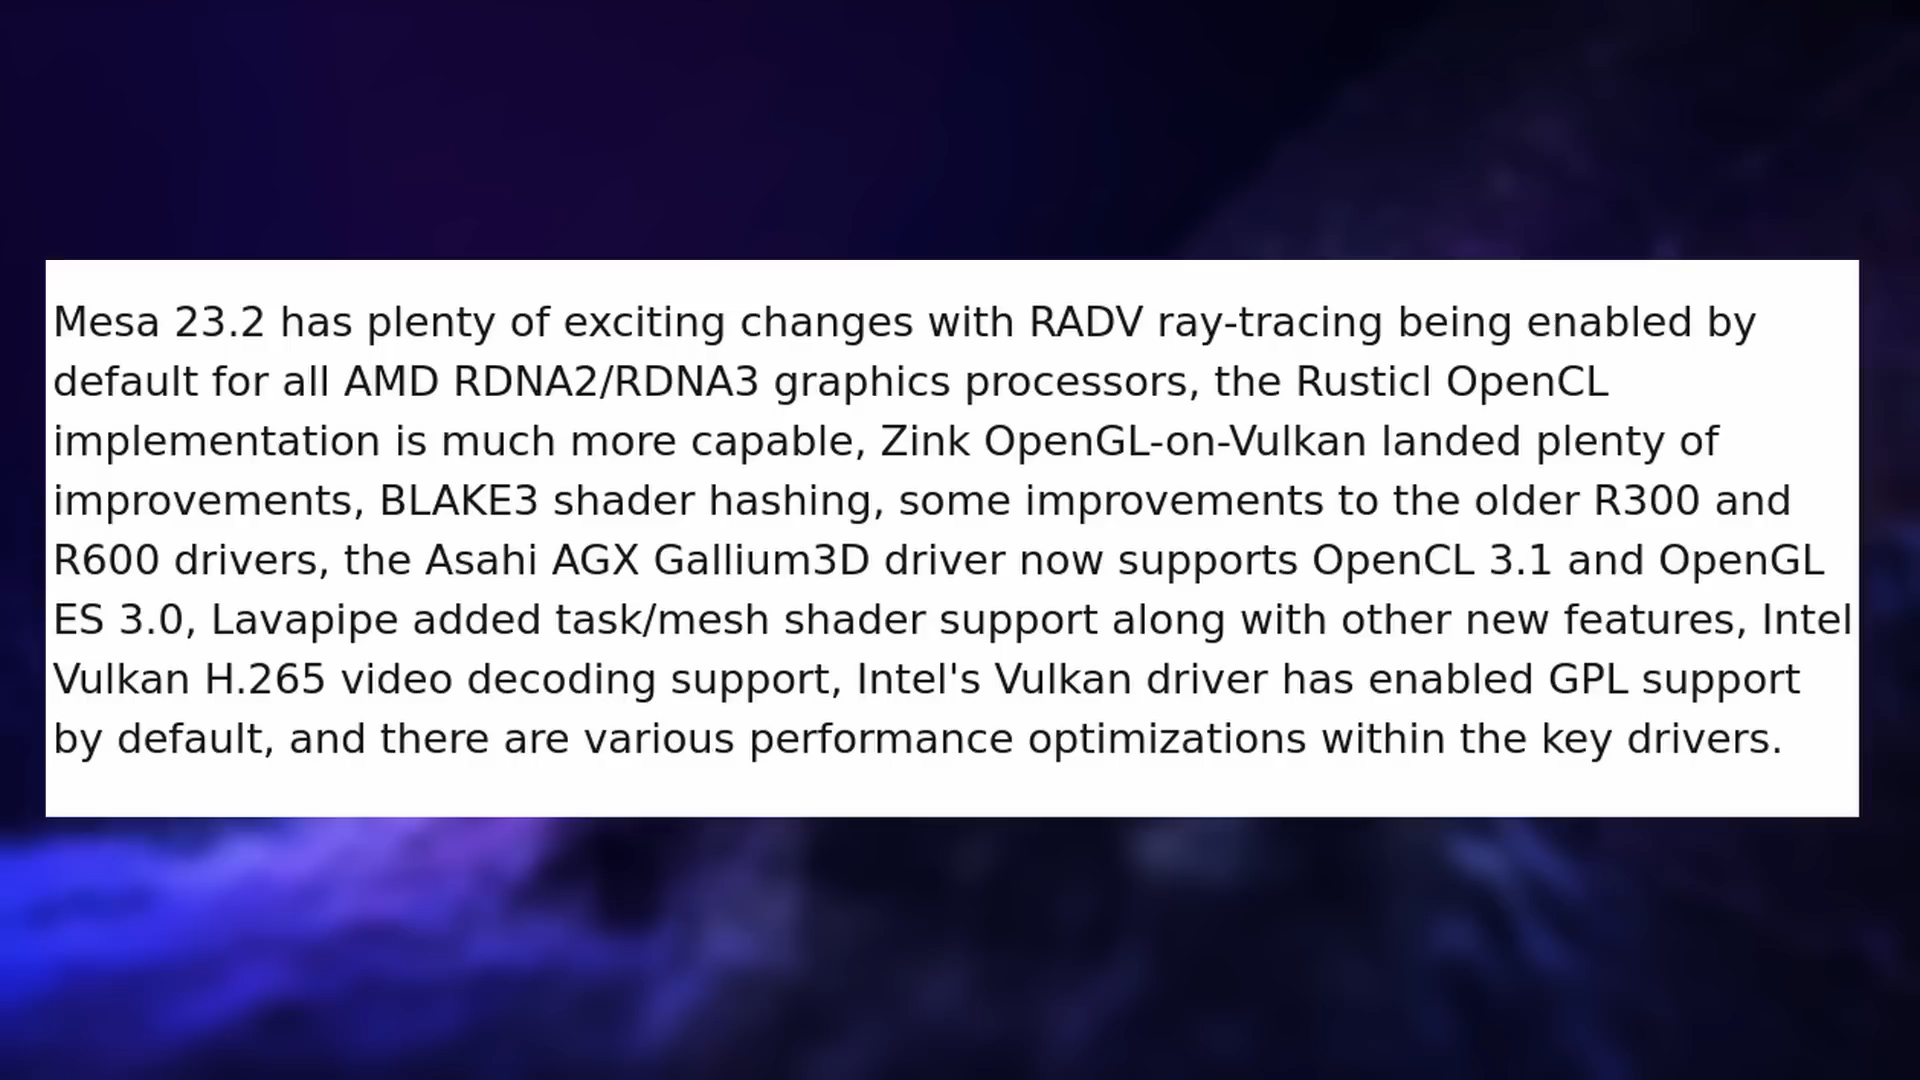 Mesa 23.2 has plenty of exciting changes with RADV ray-tracing being enabled by
default for all AMD RDNA2/RDNA3 graphics processors, the Rusticl OpenCL
implementation is much more capable, Zink OpenGL-on-Vulkan landed plenty of
improvements, BLAKE3 shader hashing, some improvements to the older R300 and
R600 drivers, the Asahi AGX Gallium3D driver now supports OpenCL 3.1 and OpenGL
ES 3.0, Lavapipe added task/mesh shader support along with other new features, Intel
Vulkan H.265 video decoding support, Intel's Vulkan driver has enabled GPL support
by default, and there are various performance optimizations within the key drivers.